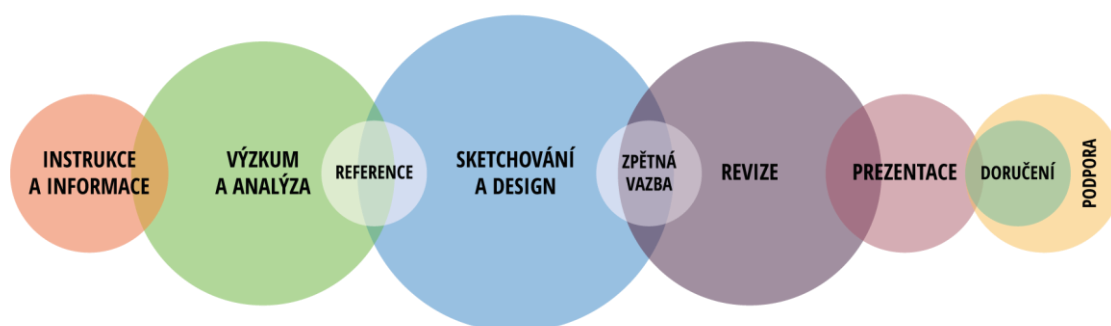 INSTRUKCE
A INFORMACE
VÝZKUM
A ANALÝZA
REFERENCE
SKETCHOVÁNÍ
A DESIGN
ZPĚTNÁ
VAZBA
REVIZE
PREZENTACE
DORUČENÍ
PODPORA